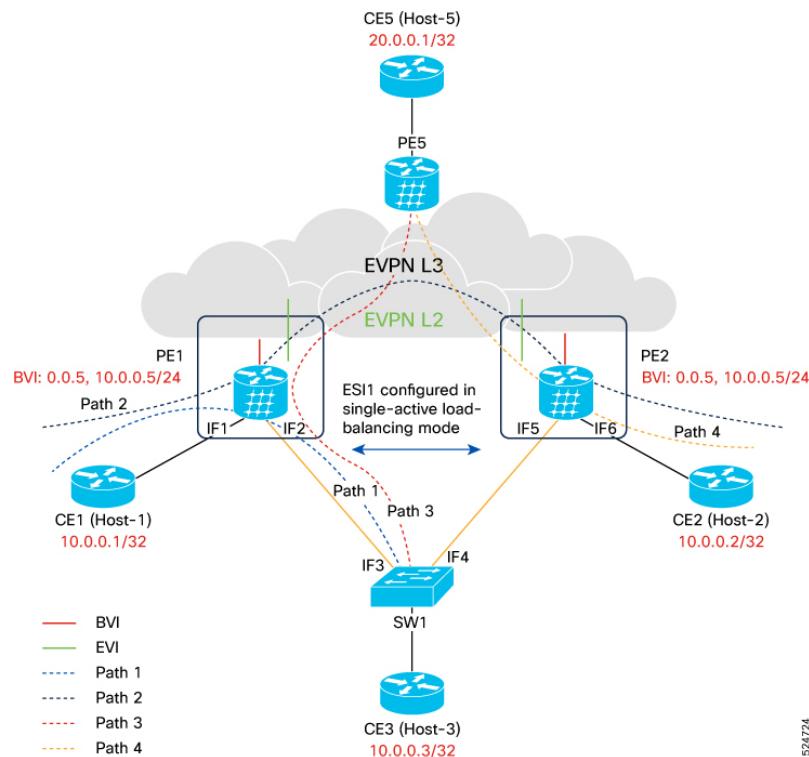 CE5 (Host-5)
20.0.0.1/32
PE5
EVPN L3
EVPN L2
PE1
BVI: 0.0.5, 10.0.0.5/24
Path 2
IF1
IF2
ESI1 configured in
single-active load-
balancing mode
PE2
BVI: 0.0.5, 10.0.0.5/24
IF5
IF6
Path 4
CE1 (Host-1)
10.0.0.1/32
Path 1
Path 3
CE2 (Host-2)
10.0.0.2/32
IF3
IF4
SW1
CE3 (Host-3)
10.0.0.3/32
BVI
EVI
Path 1
Path 2
Path 3
Path 4
524724